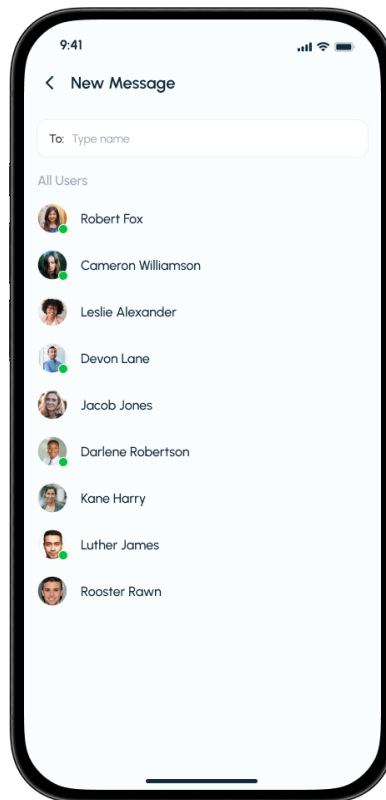 9:41
New Message
To: Type name
All Users
Robert Fox
Cameron Williamson
Leslie Alexander
Devon Lane
Jacob Jones
Darlene Robertson
Kane Harry
Luther James
Rooster Rawn